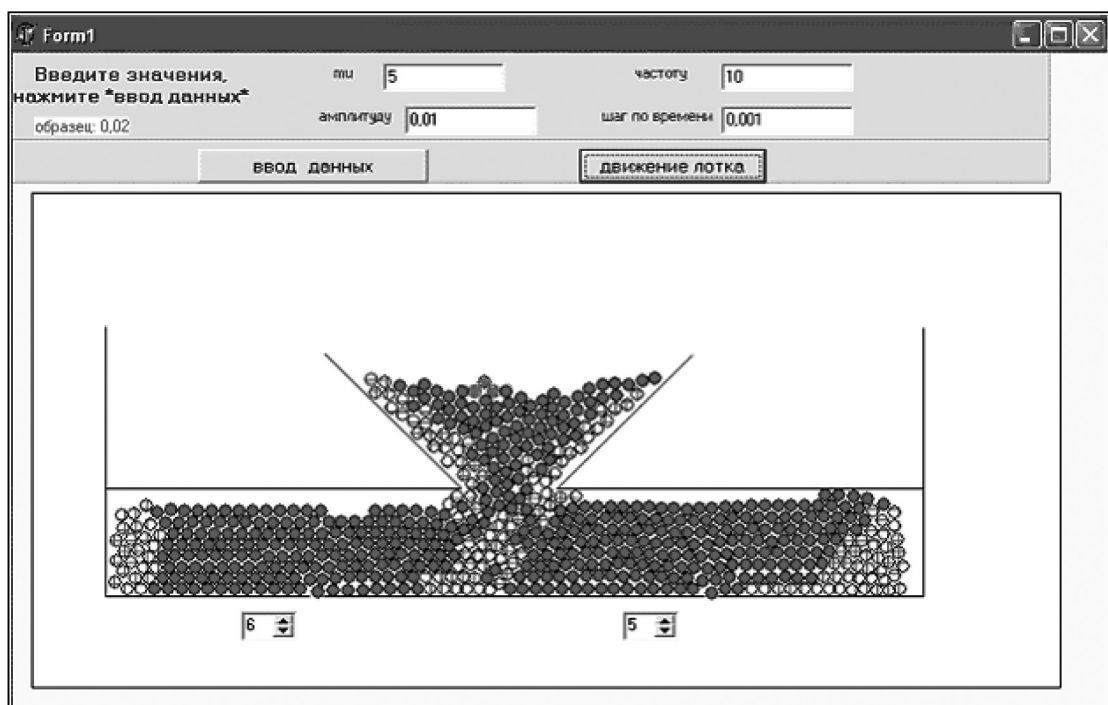 Form1
Введите значения,
нажмите *ввод данных*
образец: 0,02
mu 5
частоту 10
амплитуду 0.01
шаг по времени 0,001
ввод данных
движение лотка
6
5